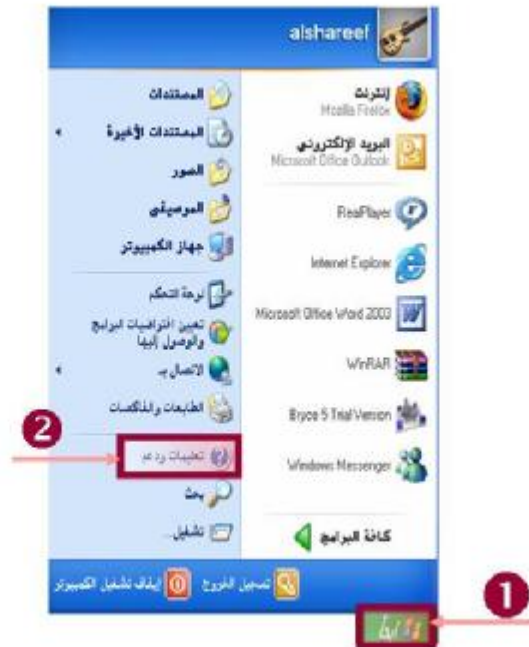 alshareef
إنترنت
Mozilla Firefox
البريد الإلكتروني
Microsoft Office Outlook
RealPlayer
Internet Explorer
Microsoft Office Word 2003
WinRAR
Bryce 5 Trial Version
Windows Messenger
كافة البرامج
المستندات
المستندات الأخيرة
الصور
الموسيقى
جهاز الكمبيوتر
لوحة التحكم
تعيين افتراضيات البرامج
والوصول إليها
الاتصال بـ
الطابعات والفاكسات
تعليمات ودعم
بحث
تشغيل...
تسجيل الخروج
إيقاف تشغيل الكمبيوتر
ابدأ
1
2